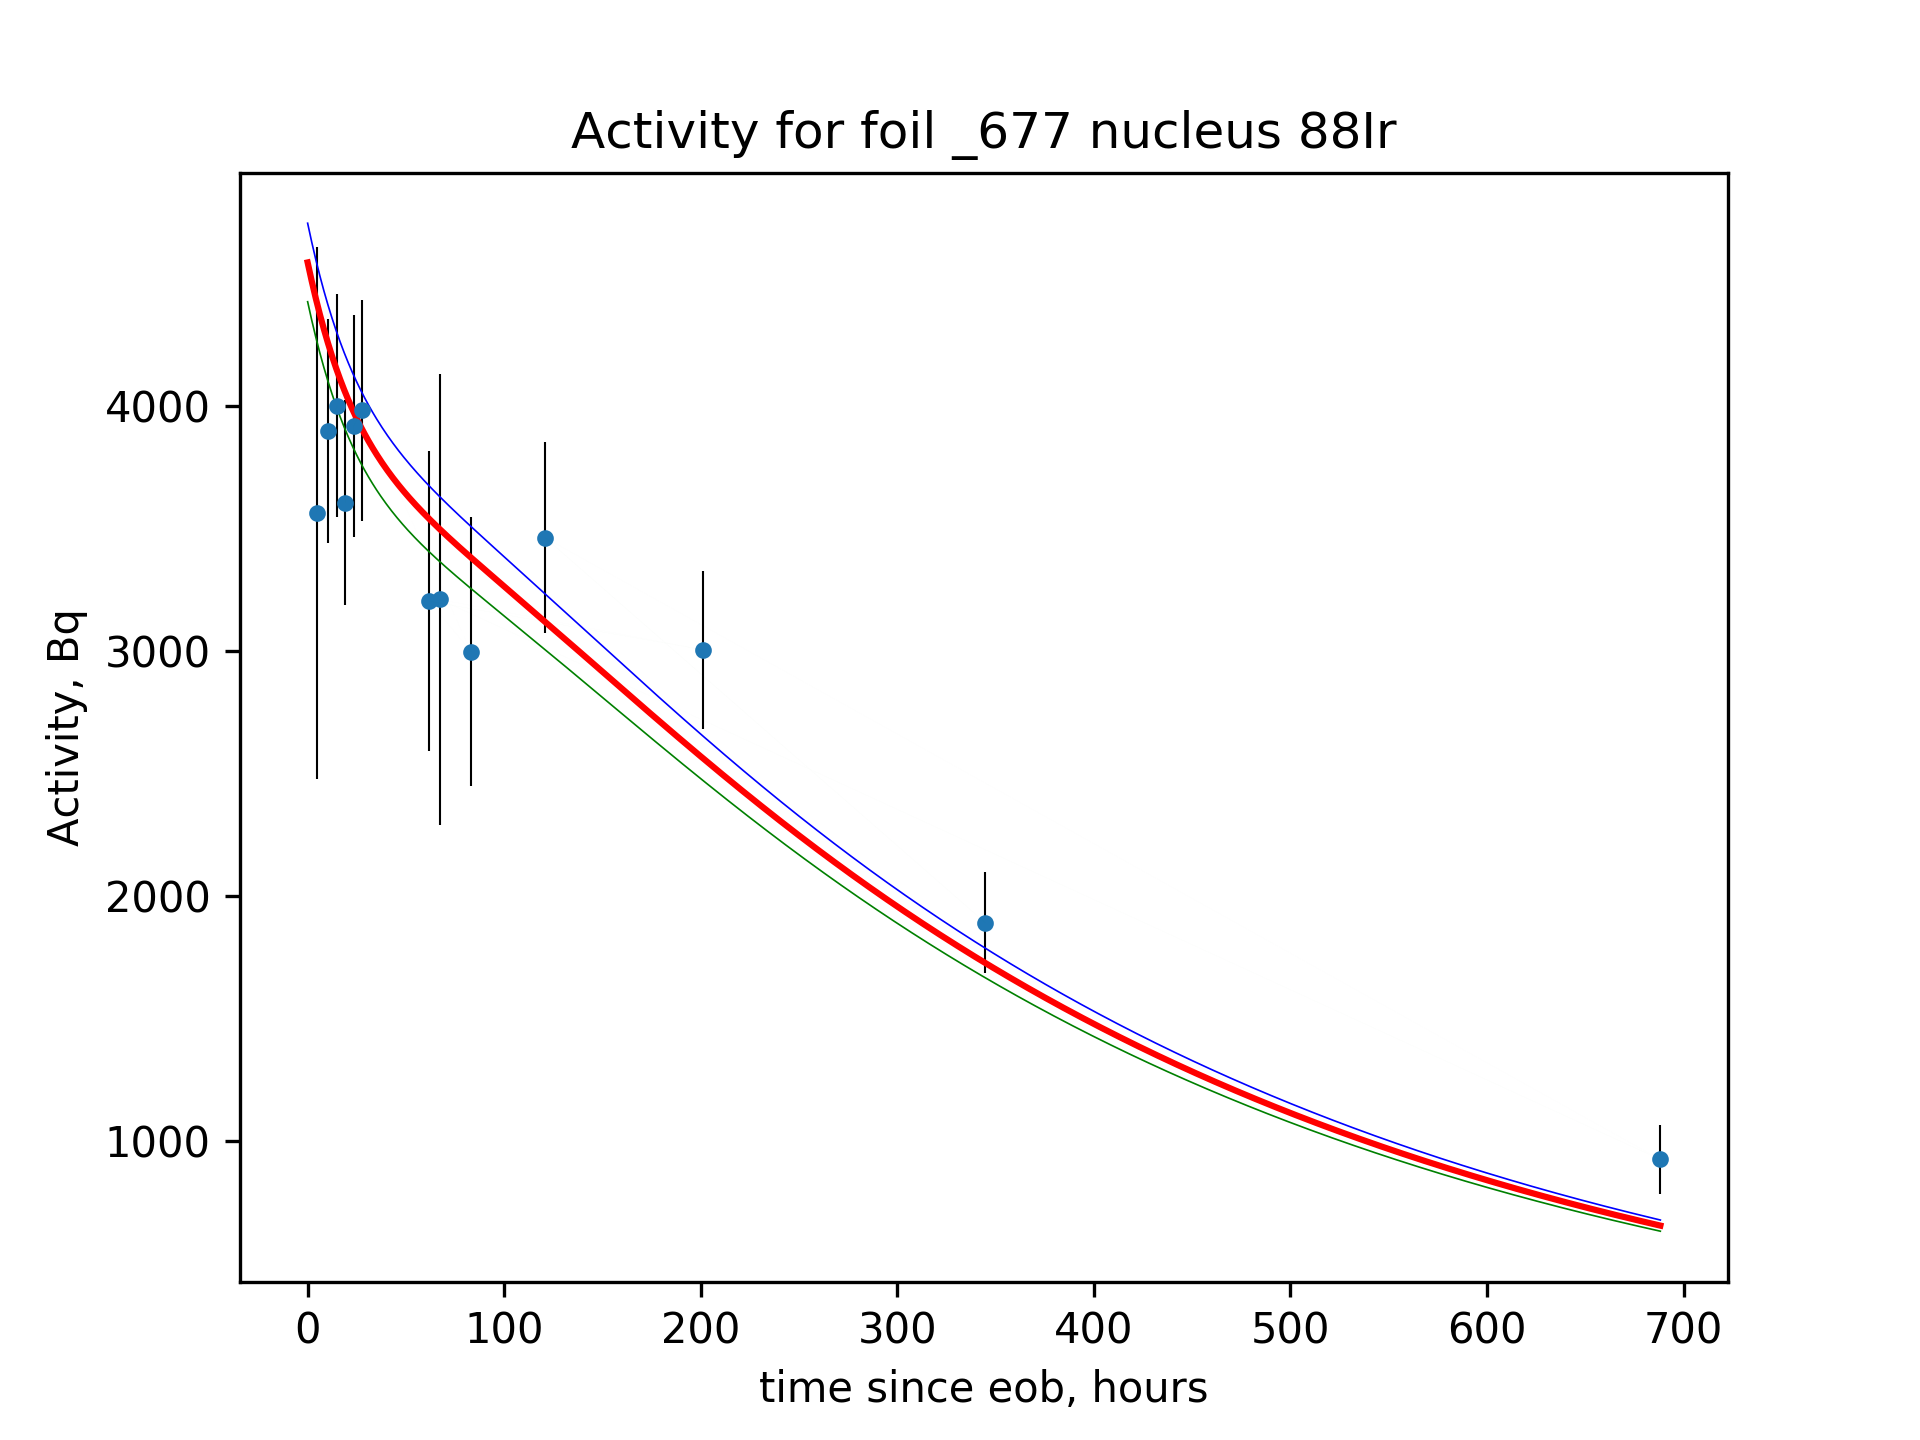 Activity for foil _677 nucleus 88Ir
Activity, Bq
4000
3000
2000
1000
0 100 200 300 400 500 600 700
time since eob, hours